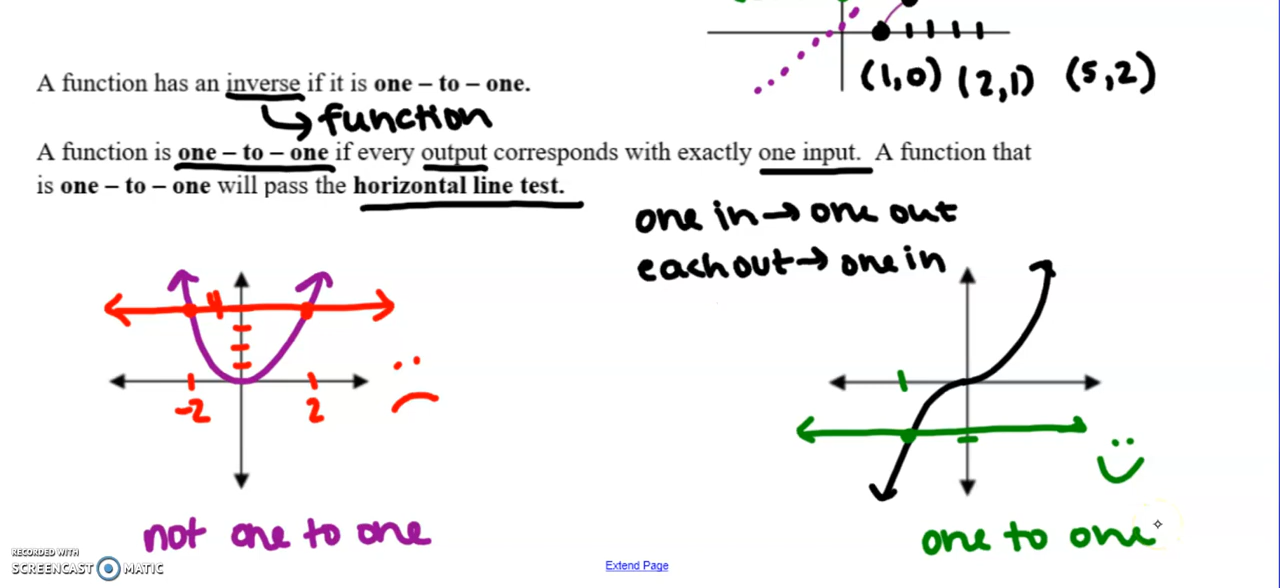 (1,0) (2,1) (5,2)
A function has an inverse if it is one – to – one.
function
A function is one – to – one if every output corresponds with exactly one input. A function that
is one – to – one will pass the horizontal line test.
one in → one out
each out → one in
4
-2 2
not one to one
one to one
RECORDED WITH
SCREENCAST MATIC
Extend Page